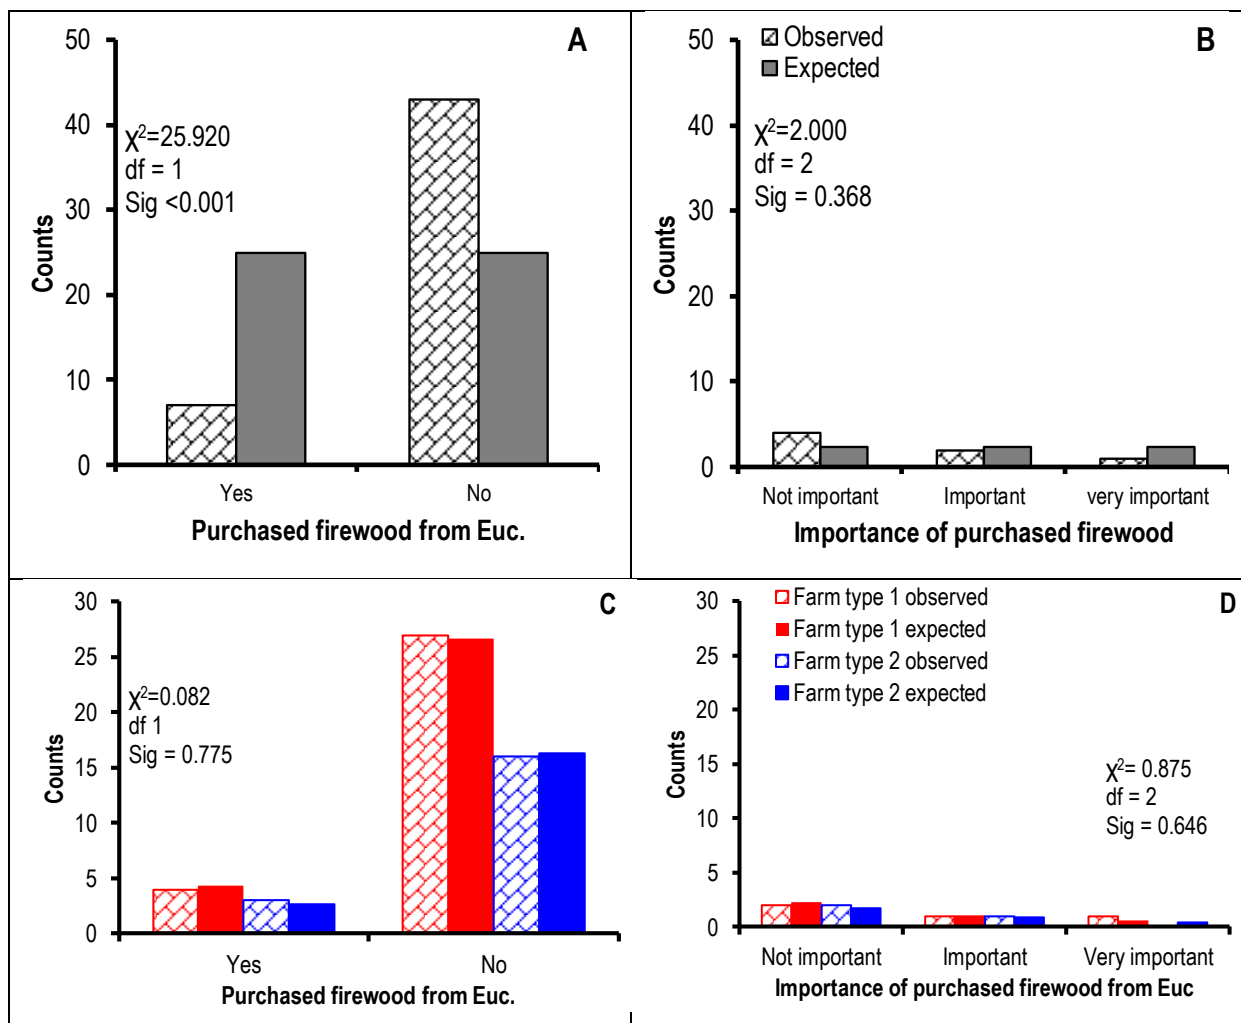 A
50
40
30
20
10
0
Counts
χ²=25.920
df = 1
Sig <0.001
Yes
No
Purchased firewood from Euc.
B
Observed
Expected
50
40
30
20
10
0
Counts
χ²=2.000
df = 2
Sig = 0.368
Not important
Important
very important
Importance of purchased firewood
C
30
25
20
15
10
5
0
Counts
χ²=0.082
df 1
Sig = 0.775
Yes
No
Purchased firewood from Euc.
D
Farm type 1 observed
Farm type 1 expected
Farm type 2 observed
Farm type 2 expected
30
25
20
15
10
5
0
Counts
χ²= 0.875
df = 2
Sig = 0.646
Not important
Important
Very important
Importance of purchased firewood from Euc